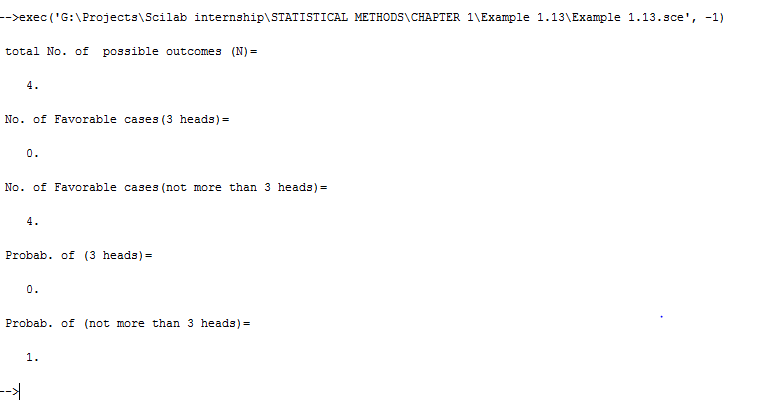 -->exec('G:\Projects\Scilab internship\STATISTICAL METHODS\CHAPTER 1\Example 1.13\Example 1.13.sce', -1)
total No. of  possible outcomes (N)=
4.
No. of Favorable cases(3 heads)=
0.
No. of Favorable cases(not more than 3 heads)=
4.
Probab. of (3 heads)=
0.
Probab. of (not more than 3 heads)=
1.
-->